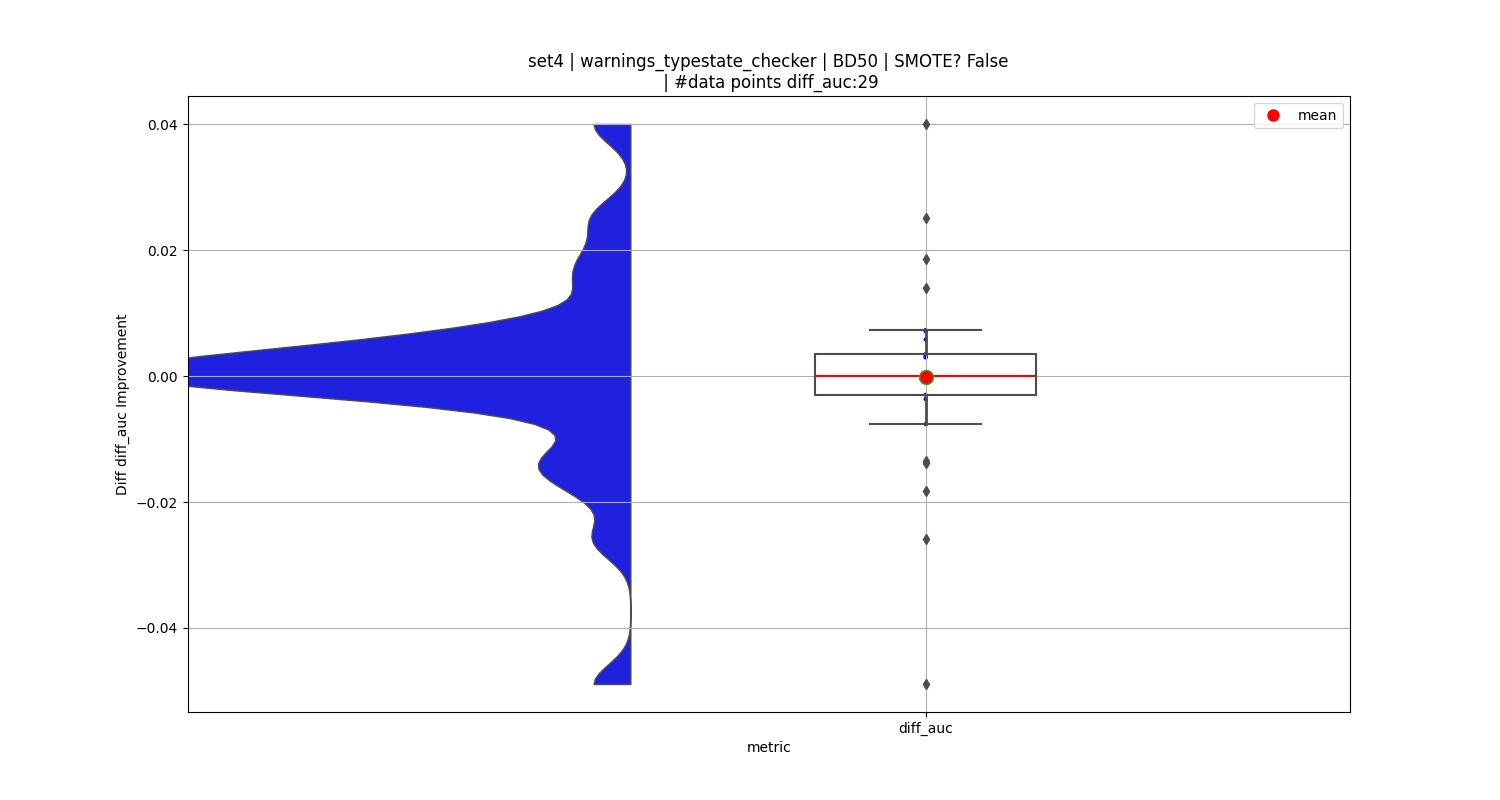 set4 | warnings_typestate_checker | BD50 | SMOTE? False
| #data points diff_auc:29
mean
0.04
0.02
0.00
−0.02
−0.04
Diff diff_auc Improvement
diff_auc
metric